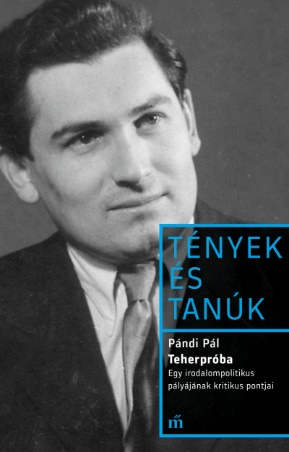 TÉNYEK
ÉS
TANÚK
Pándi Pál
Teherpróba
Egy irodalompolitikus
pályájának kritikus pontjai
m̋